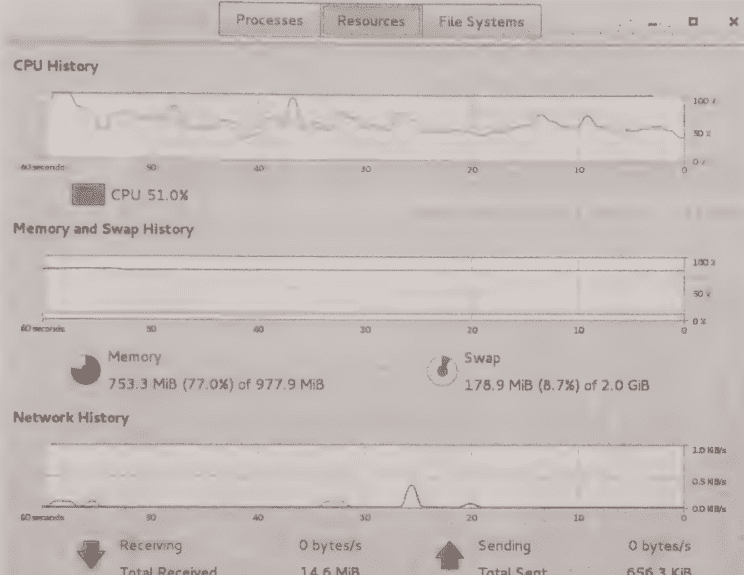 Processes Resources File Systems
CPU History
100 %
50 %
0 %
60 seconds 50 40 30 20 10 0
CPU 51.0%
Memory and Swap History
100 %
50 %
0 %
60 seconds 50 40 30 20 10 0
Memory Swap
753.3 MiB (77.0%) of 977.9 MiB 178.9 MiB (8.7%) of 2.0 GiB
Network History
1.0 KiB/s
0.5 KiB/s
0.0 KiB/s
60 seconds 50 40 30 20 10 0
Receiving 0 bytes/s Sending 0 bytes/s
Total Received 14.6 MiB Total Sent 656.3 KiB